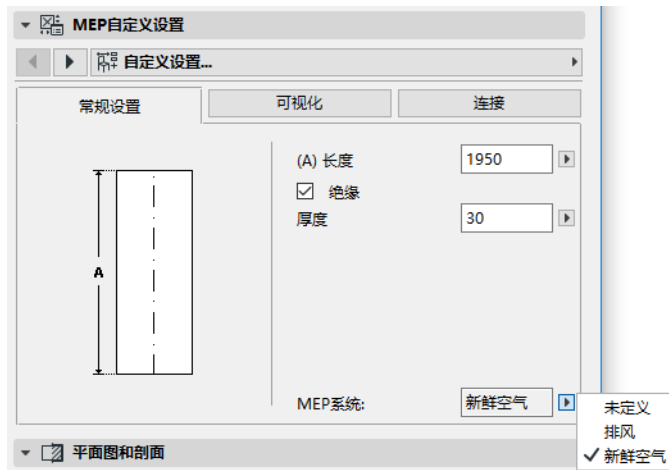 MEP自定义设置
自定义设置...
常规设置 可视化 连接
(A) 长度 1950
绝缘
厚度 30
A
MEP系统: 新鲜空气
未定义
排风
新鲜空气
平面图和剖面